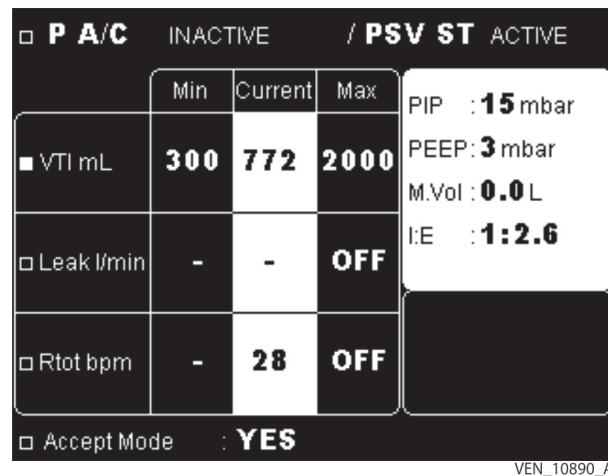 P A/C INACTIVE / PSV ST ACTIVE
Min Current Max
VTI mL 300 772 2000
Leak l/min - - OFF
Rtot bpm - 28 OFF
PIP : 15 mbar
PEEP: 3 mbar
M.Vol : 0.0 L
I:E : 1:2.6
Accept Mode : YES
VEN_10890_A